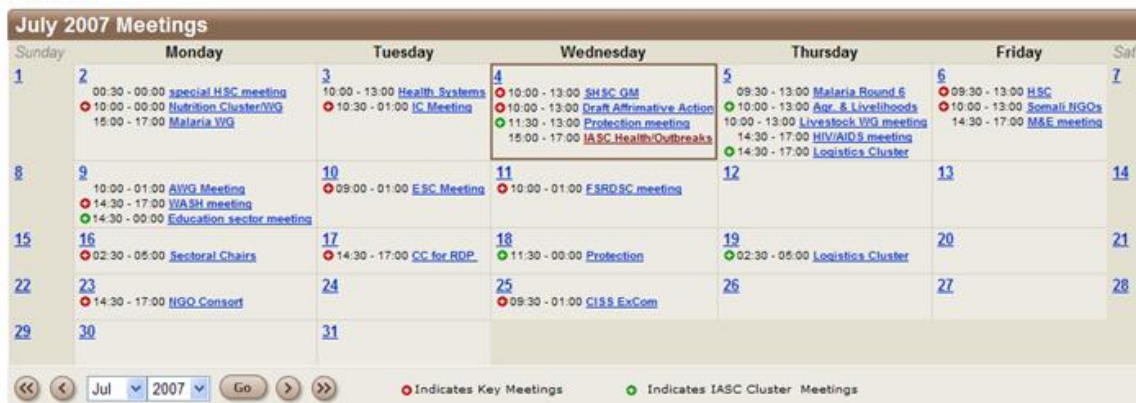 July 2007 Meetings
Sunday Monday Tuesday Wednesday Thursday Friday Sat
1 2 3 4 5 6 7
00:30 - 00:00 special HSC meeting
10:00 - 00:00 Nutrition Cluster/WG
15:00 - 17:00 Malaria WG
10:00 - 13:00 Health Systems
10:30 - 01:00 IC Meeting
10:00 - 13:00 SHSC GM
10:00 - 13:00 Draft Affirmative Action
11:30 - 13:00 Protection meeting
15:00 - 17:00 IASC Health/Outbreaks
09:30 - 13:00 Malaria Round 6
10:00 - 13:00 Agr. & Livelihoods
10:00 - 13:00 Livestock WG meeting
14:30 - 17:00 HIV/AIDS meeting
14:30 - 17:00 Logistics Cluster
09:30 - 13:00 HSC
10:00 - 13:00 Somali NGOs
14:30 - 17:00 M&E meeting
8 9 10 11 12 13 14
10:00 - 01:00 AWG Meeting
14:30 - 17:00 WASH meeting
14:30 - 00:00 Education sector meeting
09:00 - 01:00 ESC Meeting
10:00 - 01:00 FSRDSC meeting
15 16 17 18 19 20 21
02:30 - 05:00 Sectoral Chairs
14:30 - 17:00 CC for RDP
11:30 - 00:00 Protection
02:30 - 05:00 Logistics Cluster
22 23 24 25 26 27 28
14:30 - 17:00 NGO Consort
09:30 - 01:00 CISS ExCom
29 30 31
Jul 2007 Go
Indicates Key Meetings
Indicates IASC Cluster Meetings